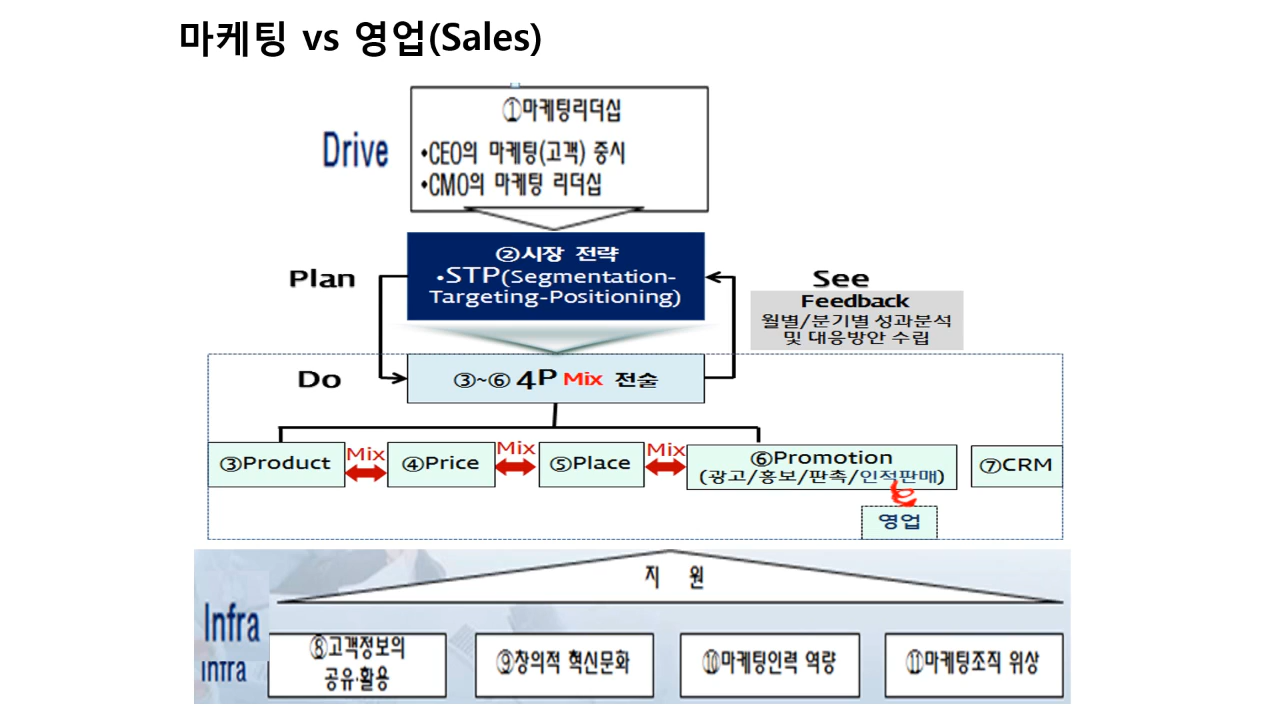 마케팅 vs 영업(Sales)
Drive
①마케팅리더십
•CEO의 마케팅(고객) 중시
•CMO의 마케팅 리더십
Plan
②시장 전략
•STP(Segmentation-
Targeting-Positioning)
See
Feedback
월별/분기별 성과분석
및 대응방안 수립
Do
③~⑥ 4P Mix 전술
③Product
Mix
④Price
Mix
⑤Place
Mix
⑥Promotion
(광고/홍보/판촉/인적판매)
⑦CRM
영업
지 원
Infra
Infra
⑧고객정보의
공유·활용
⑨창의적 혁신문화
⑩마케팅인력 역량
⑪마케팅조직 위상